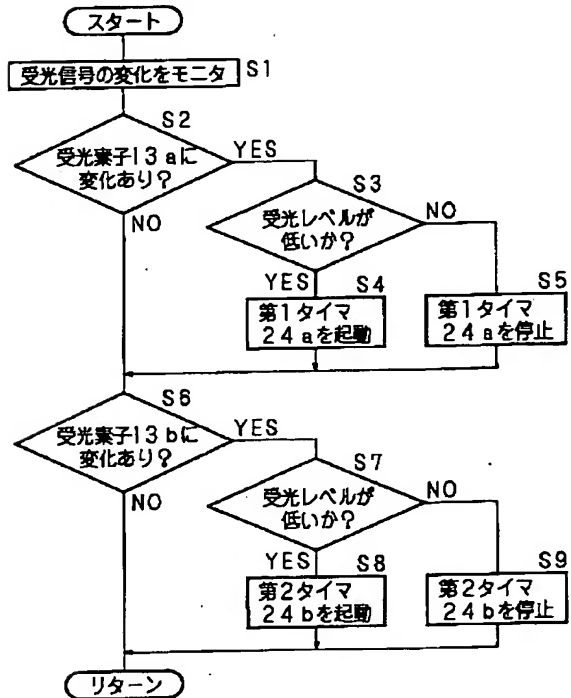 スタート
受光信号の変化をモニタ
S1
S2
受光素子13aに
変化あり?
YES
NO
S3
受光レベルが
低いか?
NO
YES
S4
第1タイマ
24aを起動
S5
第1タイマ
24aを停止
S6
受光素子13bに
変化あり?
YES
NO
S7
受光レベルが
低いか?
NO
YES
S8
第2タイマ
24bを起動
S9
第2タイマ
24bを停止
リターン